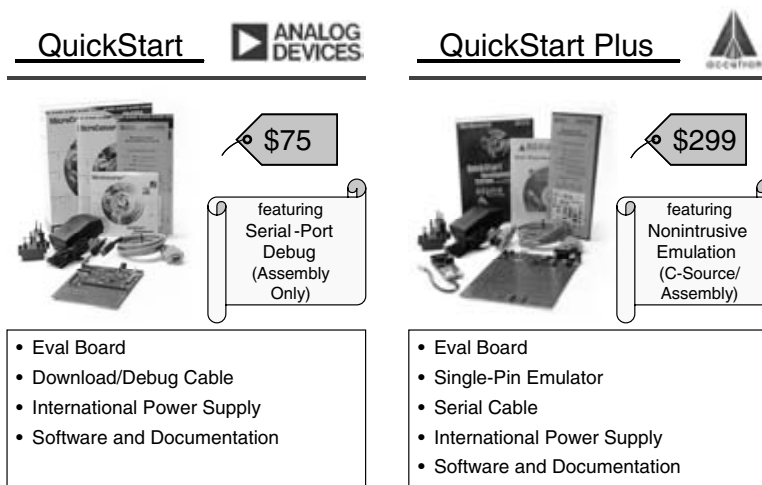 QuickStart
ANALOG
DEVICES
$75
featuring
Serial-Port
Debug
(Assembly
Only)
• Eval Board
• Download/Debug Cable
• International Power Supply
• Software and Documentation
QuickStart Plus
accutron
$299
featuring
Nonintrusive
Emulation
(C-Source/
Assembly)
• Eval Board
• Single-Pin Emulator
• Serial Cable
• International Power Supply
• Software and Documentation